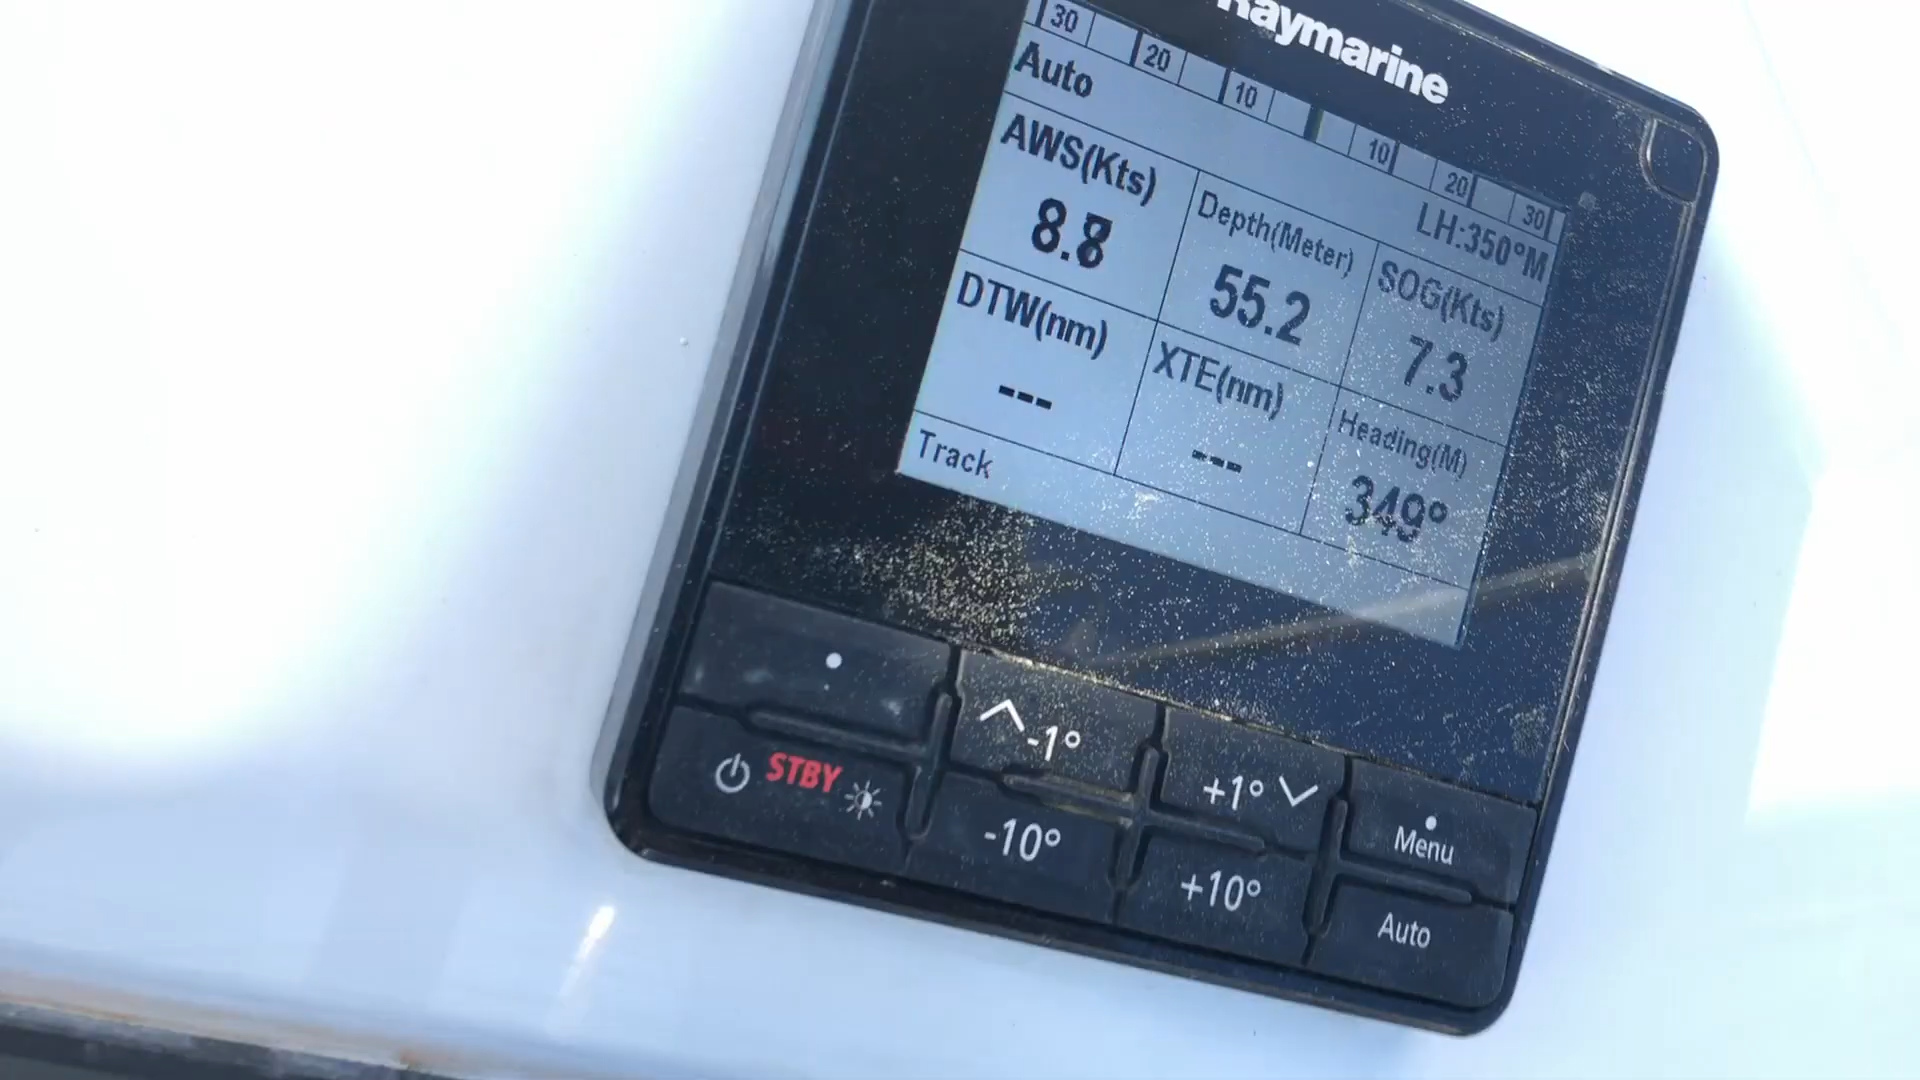 Raymarine
30 20 10 10 20 30
Auto
LH:350°M
AWS(Kts)
8.8
Depth(Meter)
55.2
SOG(Kts)
7.3
DTW(nm)
---
XTE(nm)
---
Heading(M)
349°
Track
-1°
+1°
Menu
STBY
-10°
+10°
Auto